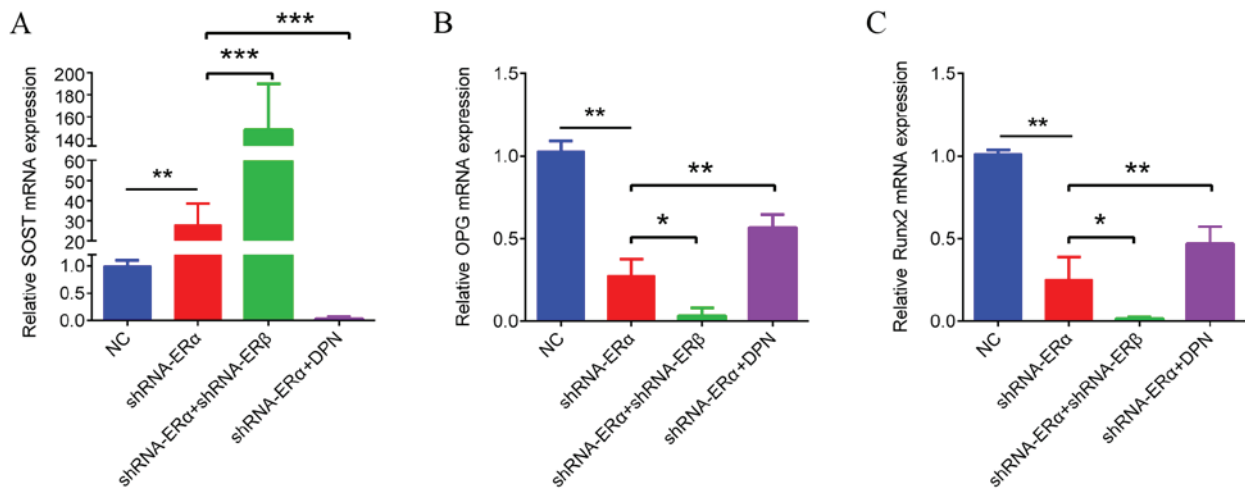 A
Relative SOST mRNA expression
200
180
160
140
60
50
40
30
20
1.0
0.5
0.0
**
***
***
NC
shRNA-ERα
shRNA-ERα+shRNA-ERβ
shRNA-ERα+DPN
B
Relative OPG mRNA expression
1.5
1.0
0.5
0.0
**
**
*
NC
shRNA-ERα
shRNA-ERα+shRNA-ERβ
shRNA-ERα+DPN
C
Relative Runx2 mRNA expression
1.5
1.0
0.5
0.0
**
**
*
NC
shRNA-ERα
shRNA-ERα+shRNA-ERβ
shRNA-ERα+DPN